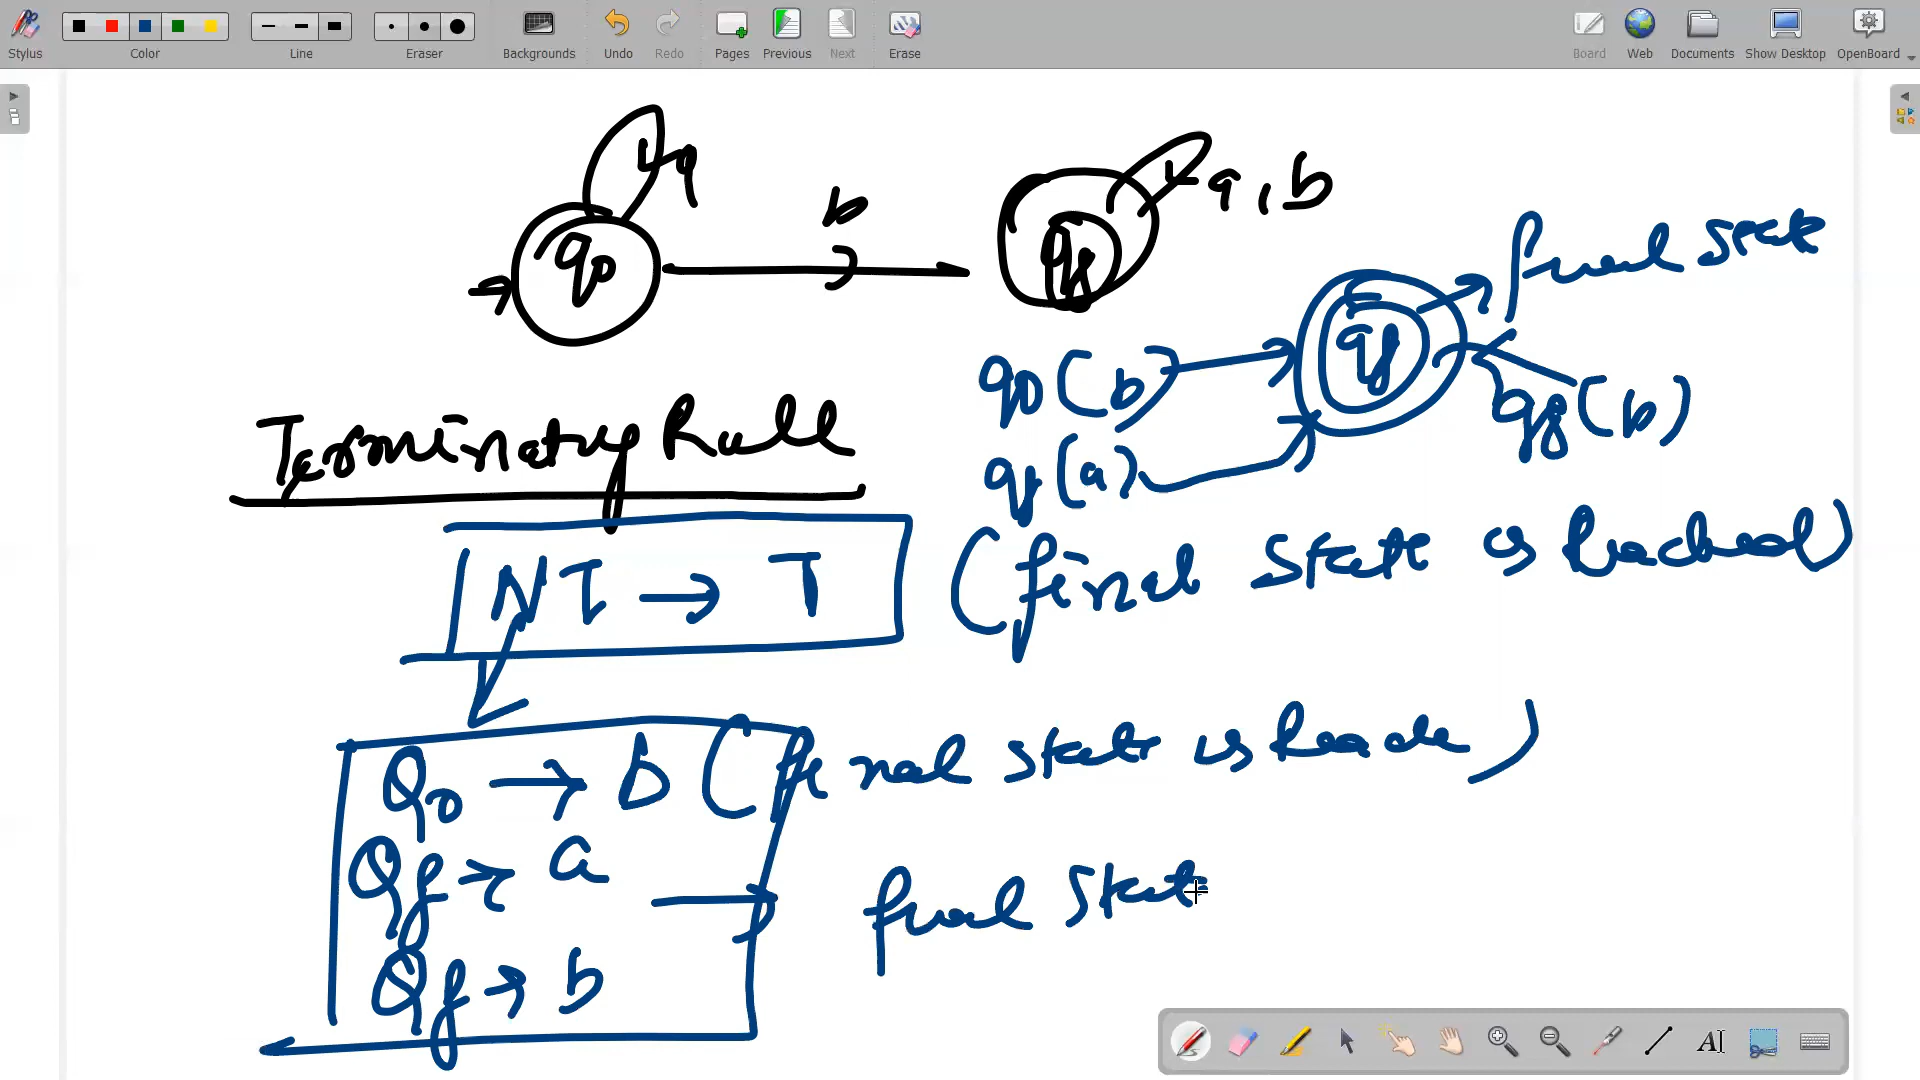 Stylus Color Line Eraser Backgrounds Undo Redo Pages Previous Next Erase Board Web Documents Show Desktop OpenBoard
a
b
a, b
q0
qf
final state
qf
q0 (b)
qf (b)
qf (a)
Terminating Rule
NT → T (final state is Reached)
Q0 → b (final state is Reache)
Qf → a
final State
Qf → b